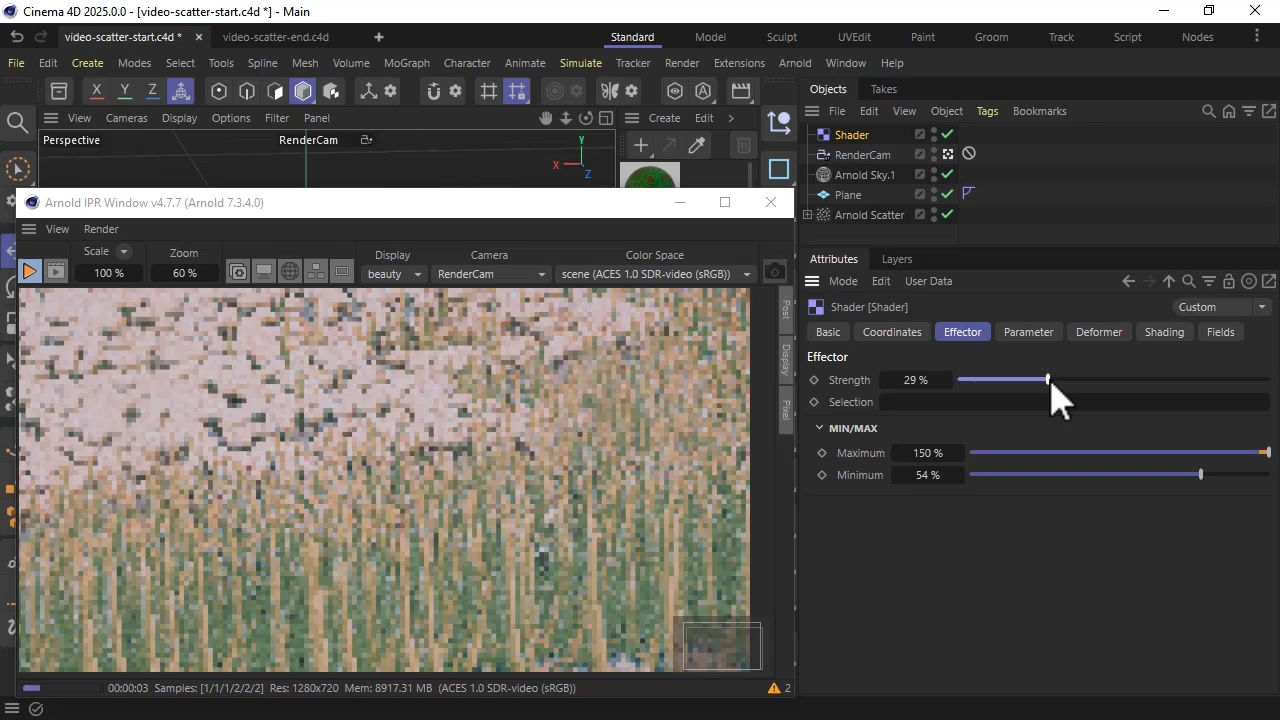 Cinema 4D 2025.0.0 - [video-scatter-start.c4d *] - Main
video-scatter-start.c4d *
video-scatter-end.c4d
Standard
Model
Sculpt
UVEdit
Paint
Groom
Track
Script
Nodes
File Edit Create Modes Select Tools Spline Mesh Volume MoGraph Character Animate Simulate Tracker Render Extensions Arnold Window Help
X Y Z
Objects Takes
View Cameras Display Options Filter Panel
Create Edit
File Edit View Object Tags Bookmarks
Perspective
RenderCam
Y
X
Z
Shader
RenderCam
Arnold Sky.1
Plane
Arnold Scatter
Arnold IPR Window v4.7.7 (Arnold 7.3.4.0)
View Render
Scale
Zoom
Display
Camera
Color Space
100 %
60 %
beauty
RenderCam
scene (ACES 1.0 SDR-video (sRGB))
Post
Display
Pixel
00:00:03 Samples: [1/1/1/2/2/2] Res: 1280x720 Mem: 8917.31 MB (ACES 1.0 SDR-video (sRGB))
2
Attributes Layers
Mode Edit User Data
Shader [Shader]
Custom
Basic Coordinates Effector Parameter Deformer Shading Fields
Effector
Strength 29 %
Selection
MIN/MAX
Maximum 150 %
Minimum 54 %